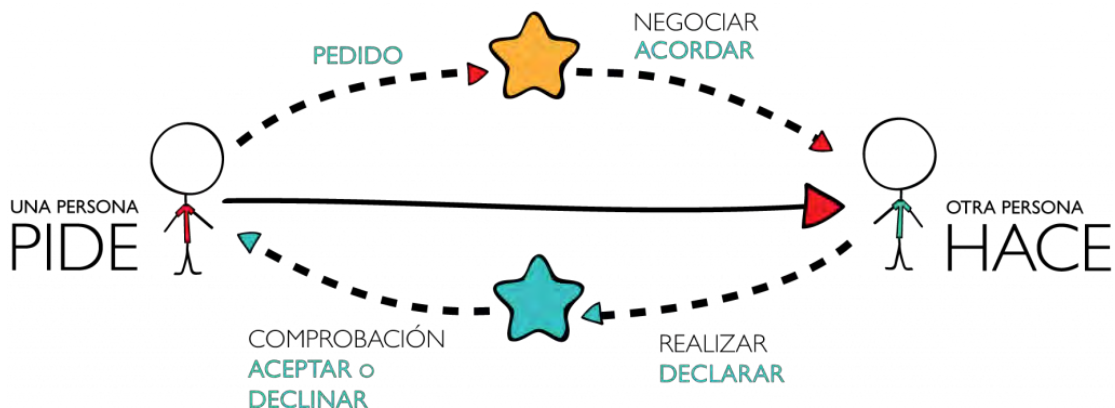 PEDIDO
NEGOCIAR
ACORDAR
UNA PERSONA
PIDE
OTRA PERSONA
HACE
COMPROBACIÓN
ACEPTAR O
DECLINAR
REALIZAR
DECLARAR